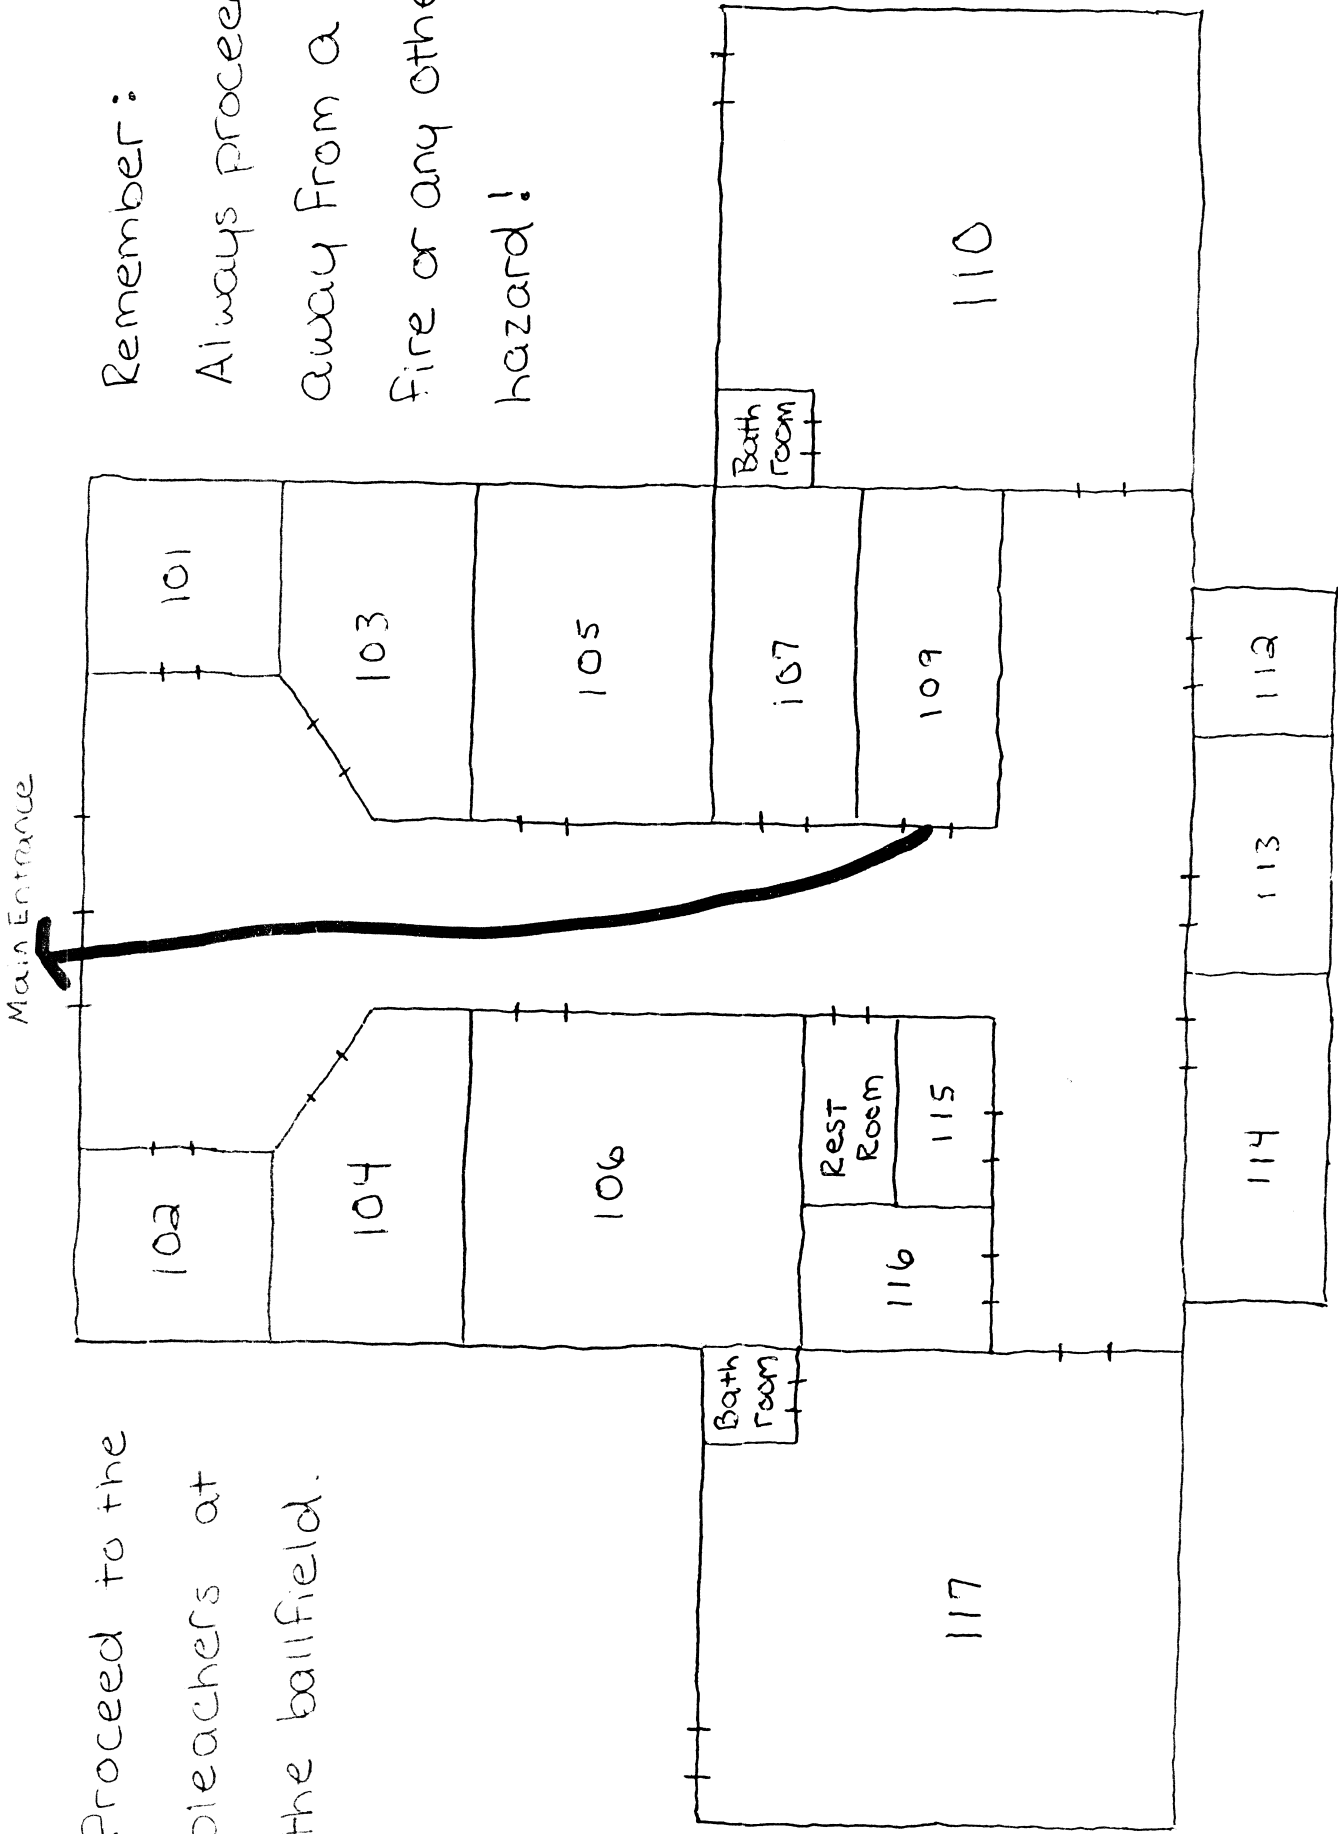 Proceed to the
bleachers at
the ballfield.
Main Entrance
Remember:
Always
away from a
fire or any
hazard!
102
101
104
103
106
105
Rest
Room
115
116
107
109
Bath
room
117
Bath
room
110
114
113
112